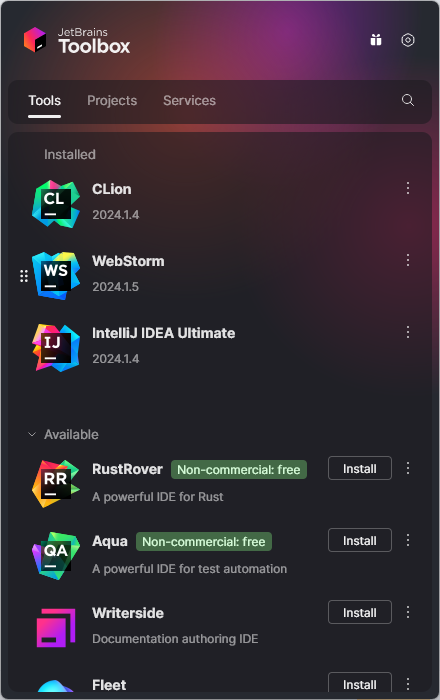 JetBrains
Toolbox
Tools Projects Services
Installed
CL
CLion
2024.1.4
WS
WebStorm
2024.1.5
IJ
IntelliJ IDEA Ultimate
2024.1.4
Available
RR
RustRover Non-commercial: free Install
A powerful IDE for Rust
QA
Aqua Non-commercial: free Install
A powerful IDE for test automation
Writerside Install
Documentation authoring IDE
Fleet Install